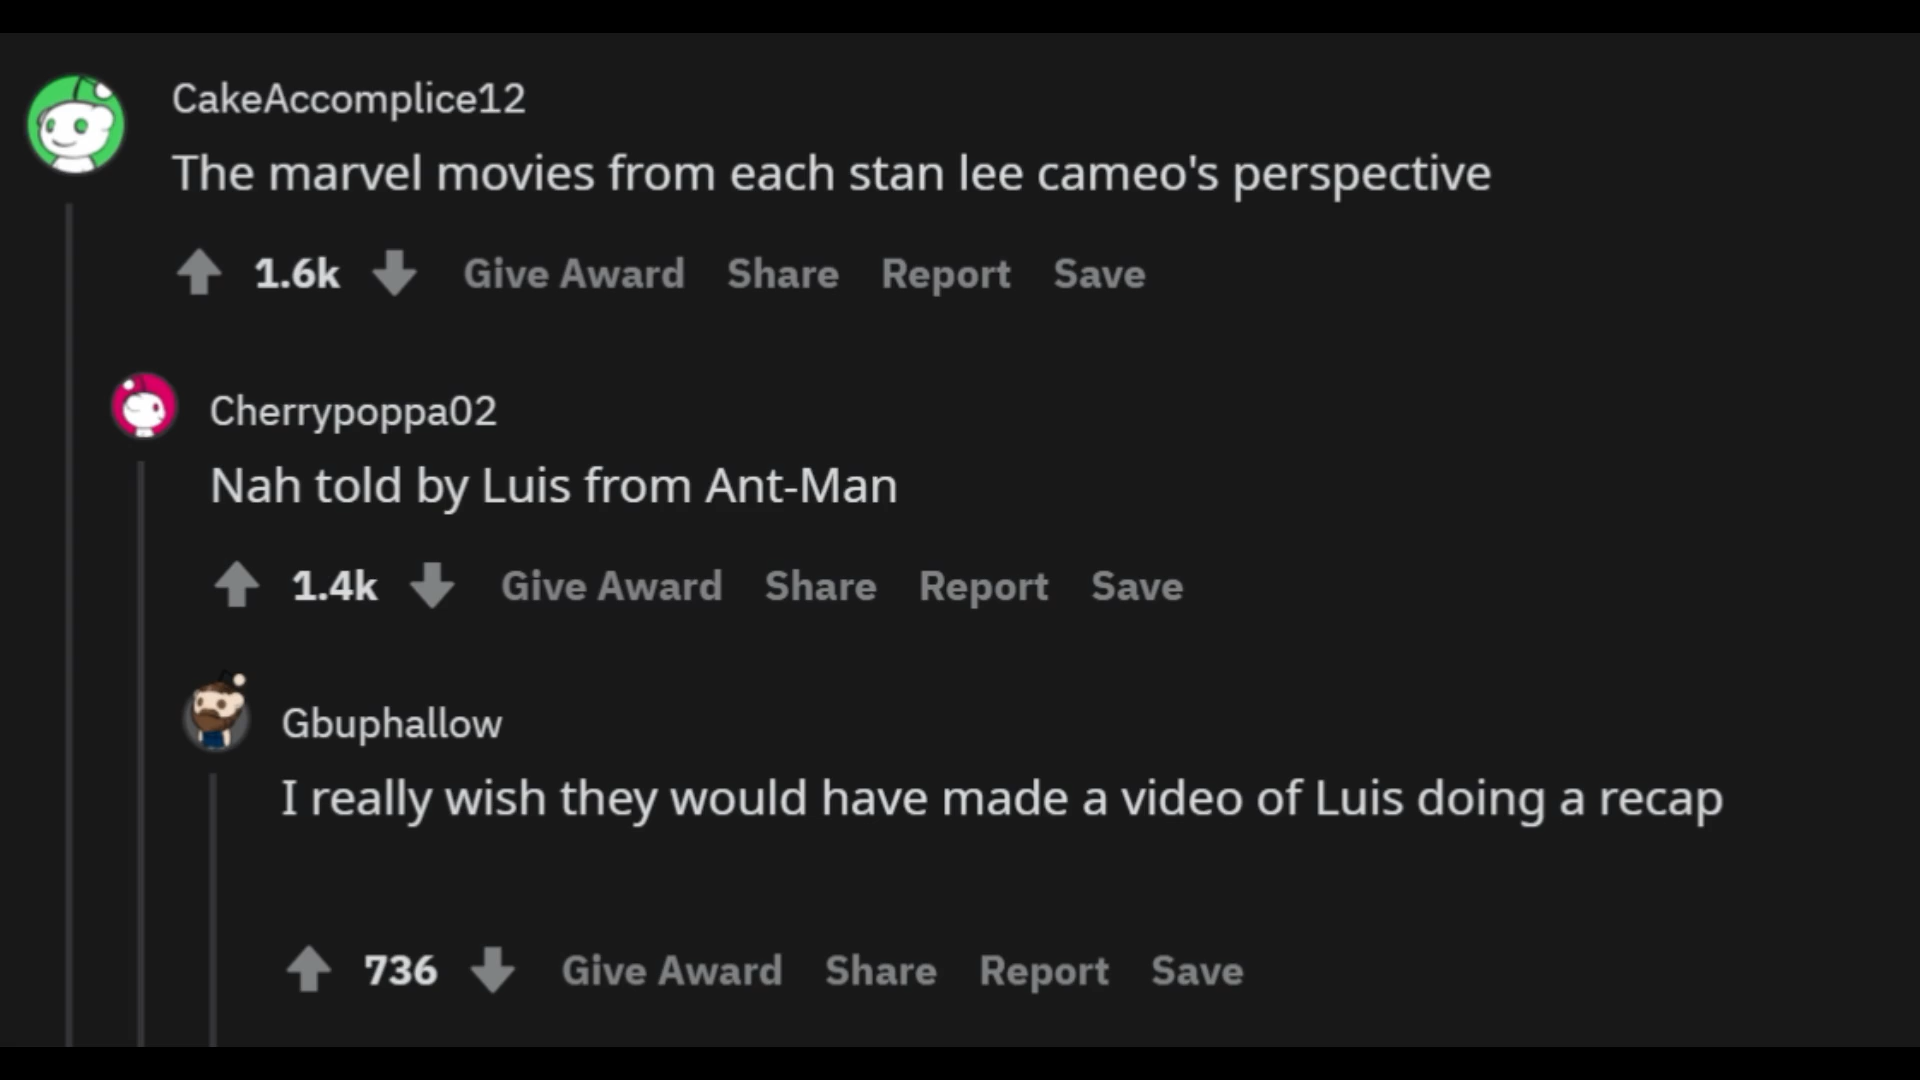 CakeAccomplice12
The marvel movies from each stan lee cameo's perspective
1.6k Give Award Share Report Save
Cherrypoppa02
Nah told by Luis from Ant-Man
1.4k Give Award Share Report Save
Gbuphallow
I really wish they would have made a video of Luis doing a recap
736 Give Award Share Report Save